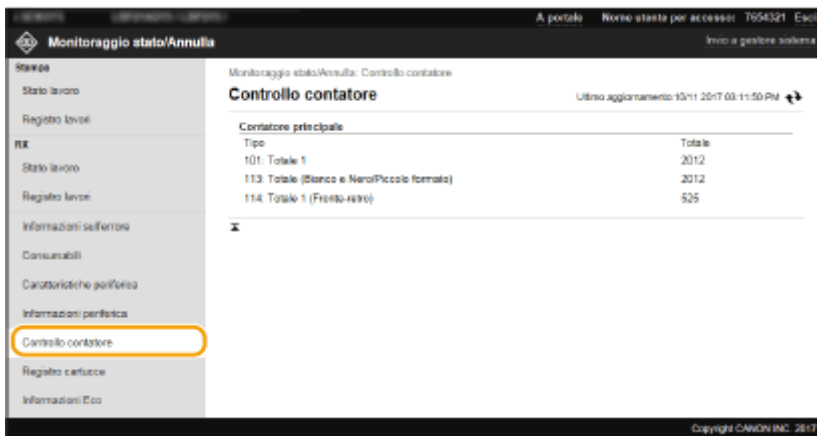 A portale Nome utente per accesso: 7654321 Esci
Monitoraggio stato/Annulla
Invio a gestore sistema
Stampa
Stato lavoro
Registro lavori
RX
Stato lavoro
Registro lavori
Informazioni sull'errore
Consumabili
Caratteristiche periferica
Informazioni periferica
Controllo contatore
Registro cartucce
Informazioni Eco
Monitoraggio stato/Annulla: Controllo contatore
Controllo contatore
Ultimo aggiornamento:10/11 2017 03:11:50 PM
Contatore principale
Tipo Totale
101: Totale 1 2012
113: Totale (Bianco e Nero/Piccolo formato) 2012
114: Totale 1 (Fronte-retro) 525
Copyright CANON INC. 2017